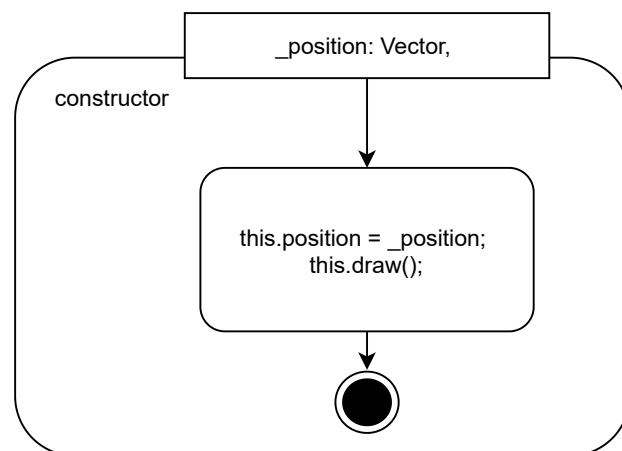 _position: Vector,
constructor
this.position = _position;
this.draw();